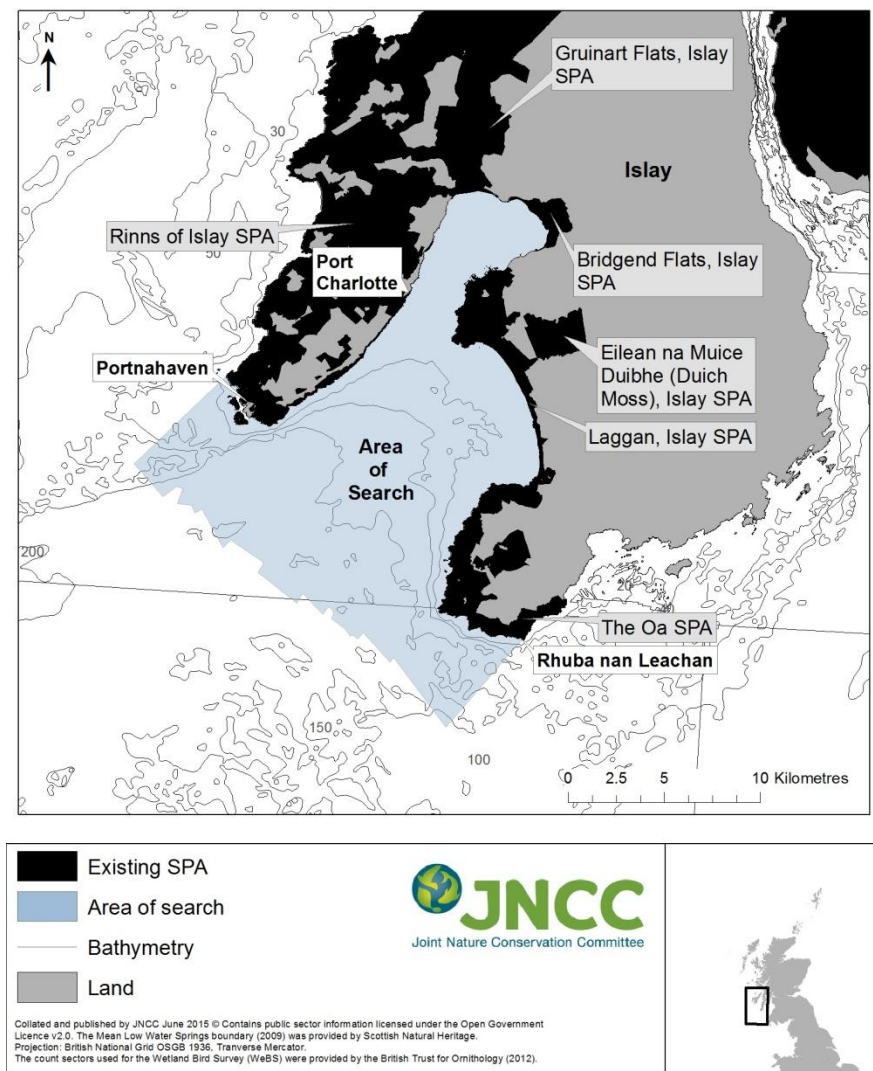 N
Gruinart Flats, Islay
SPA
30
Islay
Rinns of Islay SPA
50
Port
Charlotte
Bridgend Flats, Islay
SPA
Portnahaven
Eilean na Muice
Duibhe (Duich
Moss), Islay SPA
Laggan, Islay SPA
Area
of
Search
200
20
The Oa SPA
Rhuba nan Leachan
150
100
0 2.5 5 10 Kilometres
Existing SPA
Area of search
Bathymetry
Land
JNCC
Joint Nature Conservation Committee
Collated and published by JNCC June 2015 © Contains public sector information licensed under the Open Government
Licence v2.0. The Mean Low Water Springs boundary (2009) was provided by Scottish Natural Heritage.
Projection: British National Grid OSGB 1936, Tranverse Mercator.
The count sectors used for the Wetland Bird Survey (WeBS) were provided by the British Trust for Ornithology (2012).